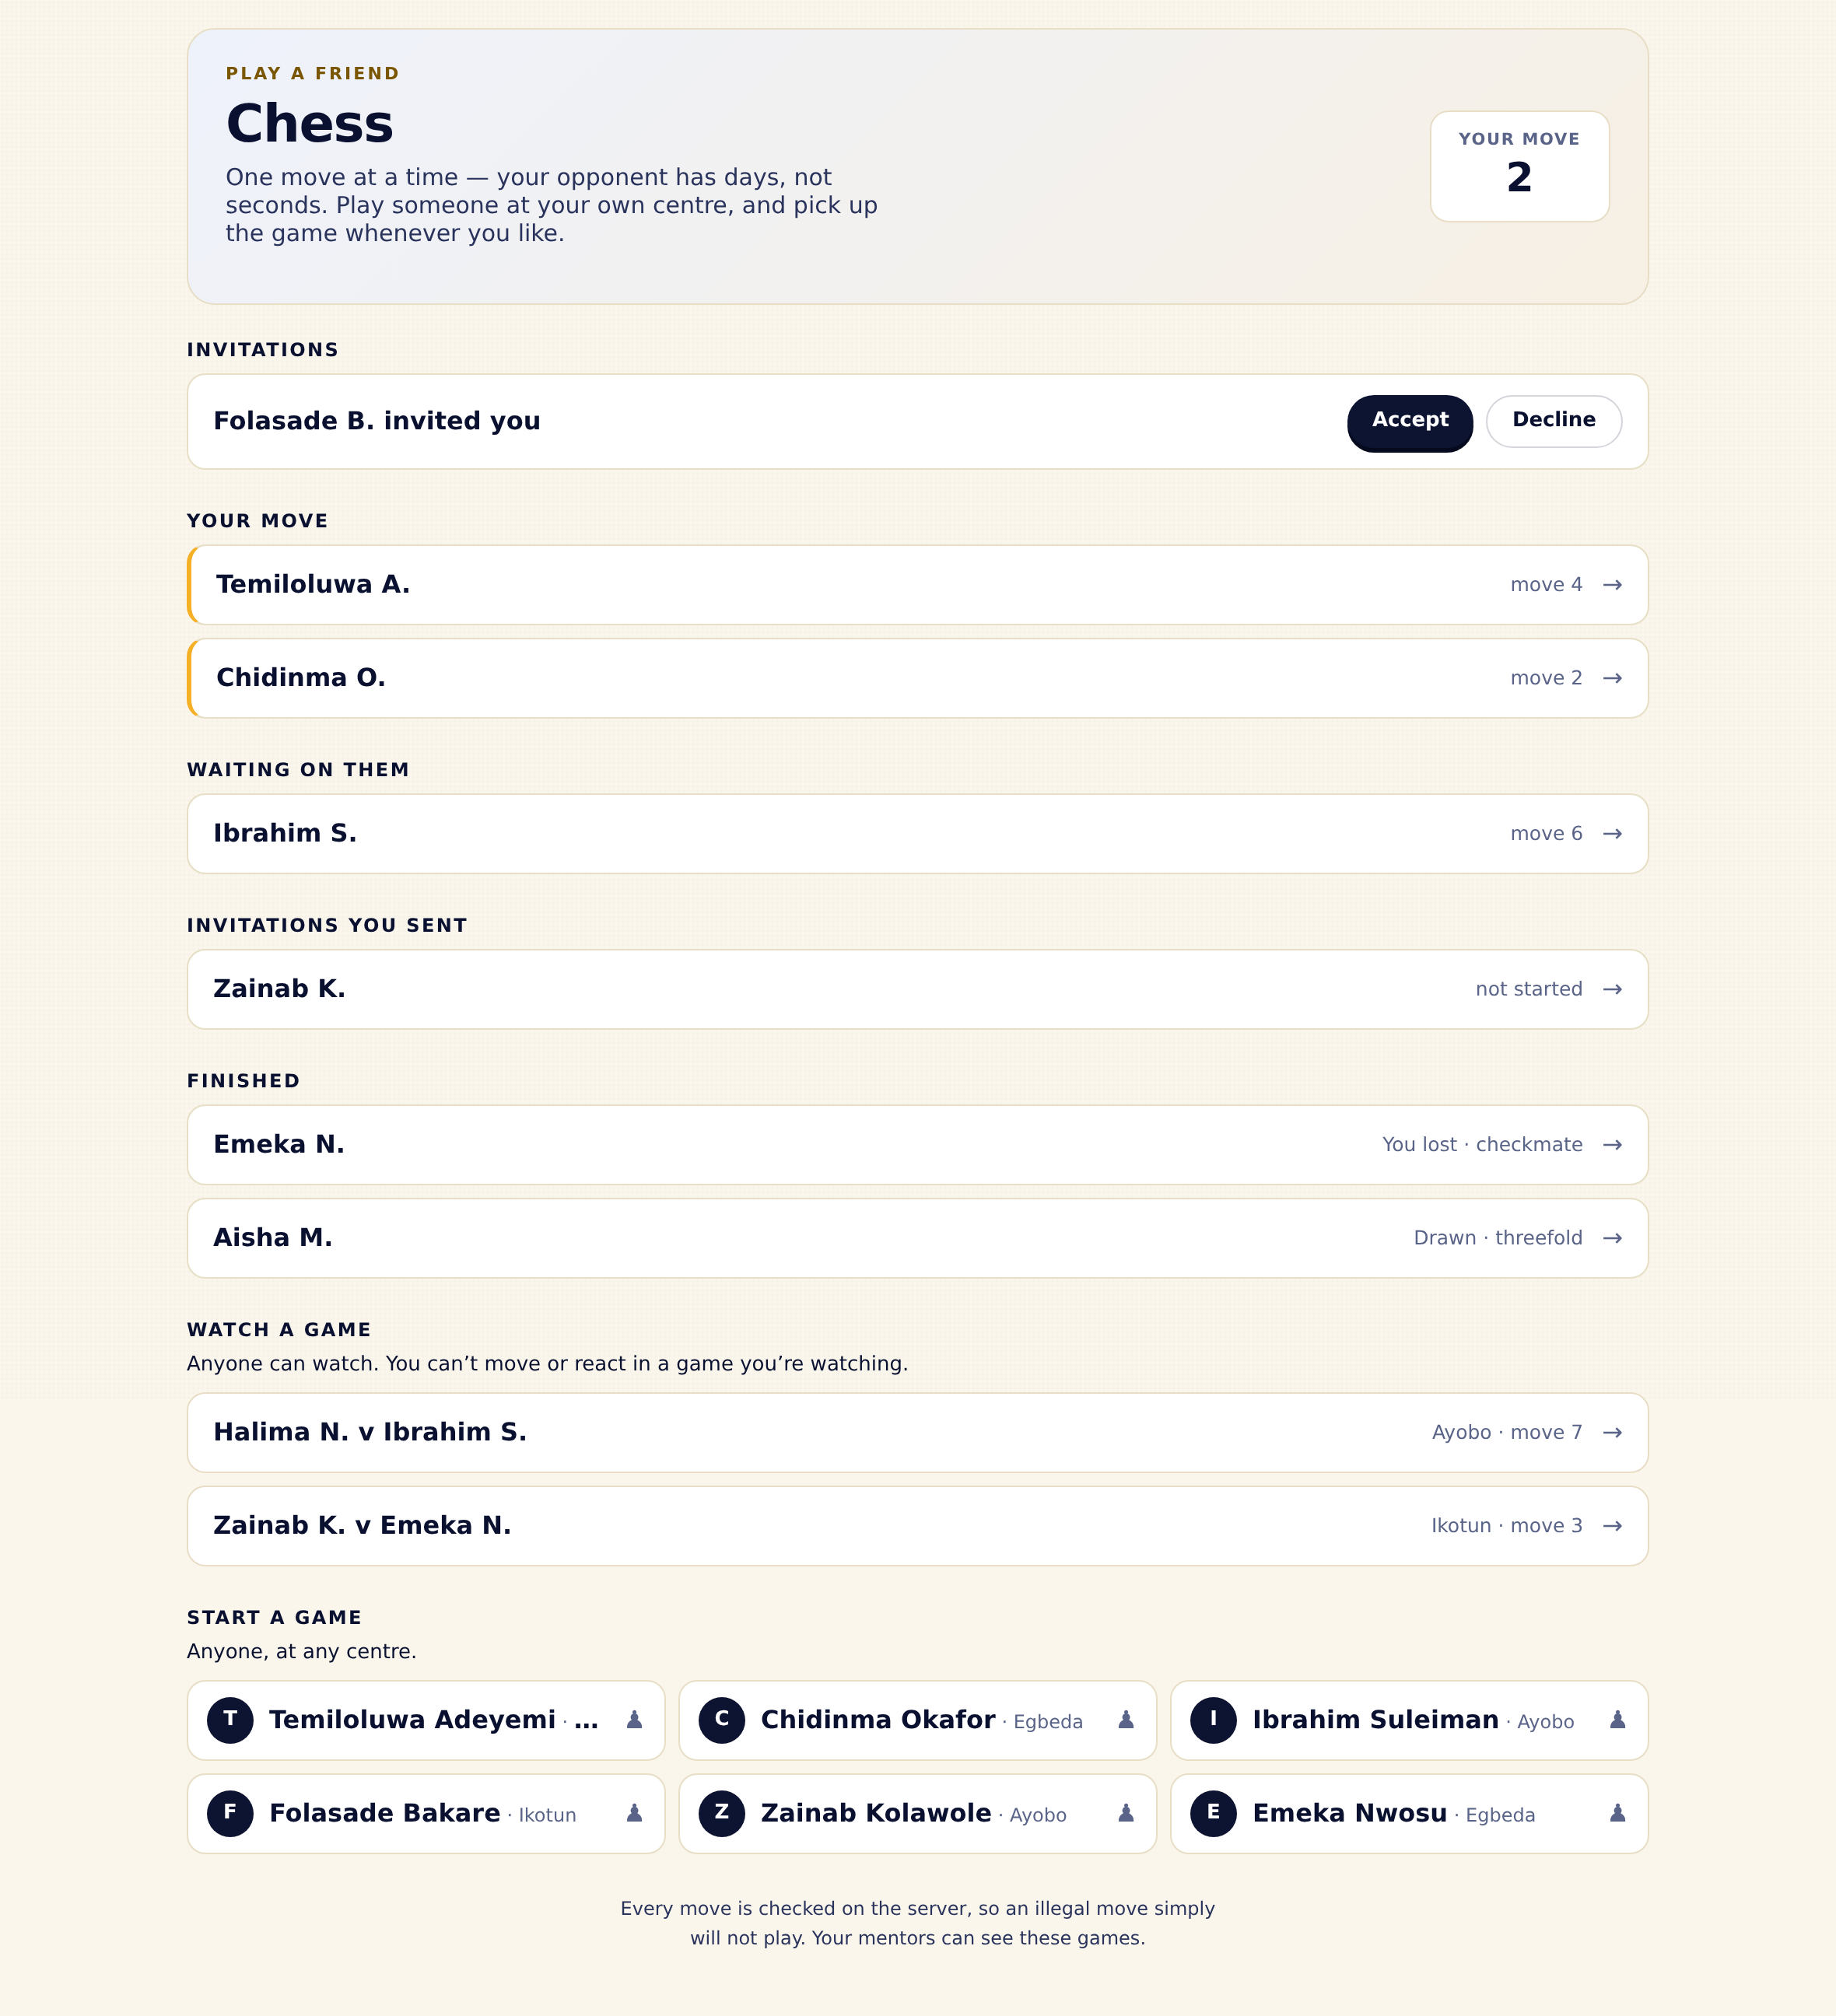 PLAY A FRIEND
Chess
One move at a time — your opponent has days, not
seconds. Play someone at your own centre, and pick up
the game whenever you like.
YOUR MOVE
2
INVITATIONS
Folasade B. invited you
Accept
Decline
YOUR MOVE
Temiloluwa A.
move 4 →
Chidinma O.
move 2 →
WAITING ON THEM
Ibrahim S.
move 6 →
INVITATIONS YOU SENT
Zainab K.
not started →
FINISHED
Emeka N.
You lost · checkmate →
Aisha M.
Drawn · threefold →
WATCH A GAME
Anyone can watch. You can’t move or react in a game you’re watching.
Halima N. v Ibrahim S.
Ayobo · move 7 →
Zainab K. v Emeka N.
Ikotun · move 3 →
START A GAME
Anyone, at any centre.
T Temiloluwa Adeyemi · … ♟
C Chidinma Okafor · Egbeda ♟
I Ibrahim Suleiman · Ayobo ♟
F Folasade Bakare · Ikotun ♟
Z Zainab Kolawole · Ayobo ♟
E Emeka Nwosu · Egbeda ♟
Every move is checked on the server, so an illegal move simply
will not play. Your mentors can see these games.